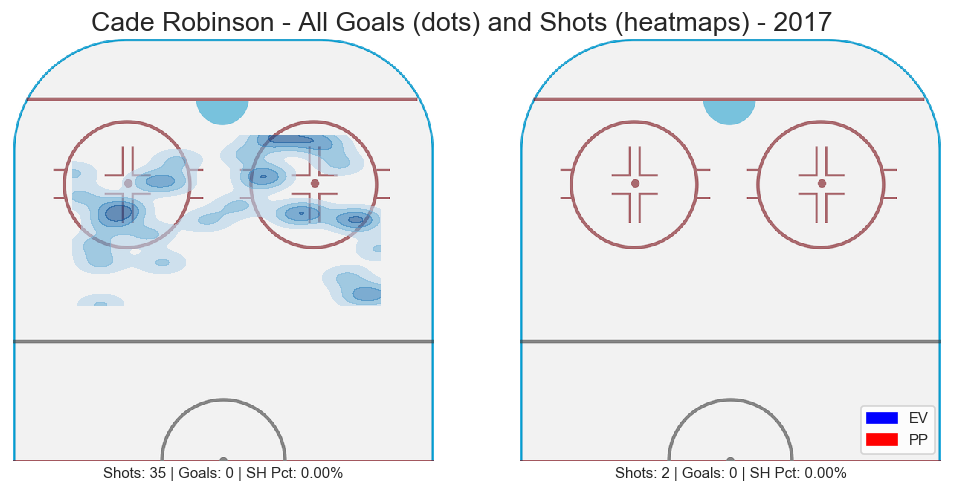 Cade Robinson - All Goals (dots) and Shots (heatmaps) - 2017
EV
PP
Shots: 35 | Goals: 0 | SH Pct: 0.00%
Shots: 2 | Goals: 0 | SH Pct: 0.00%